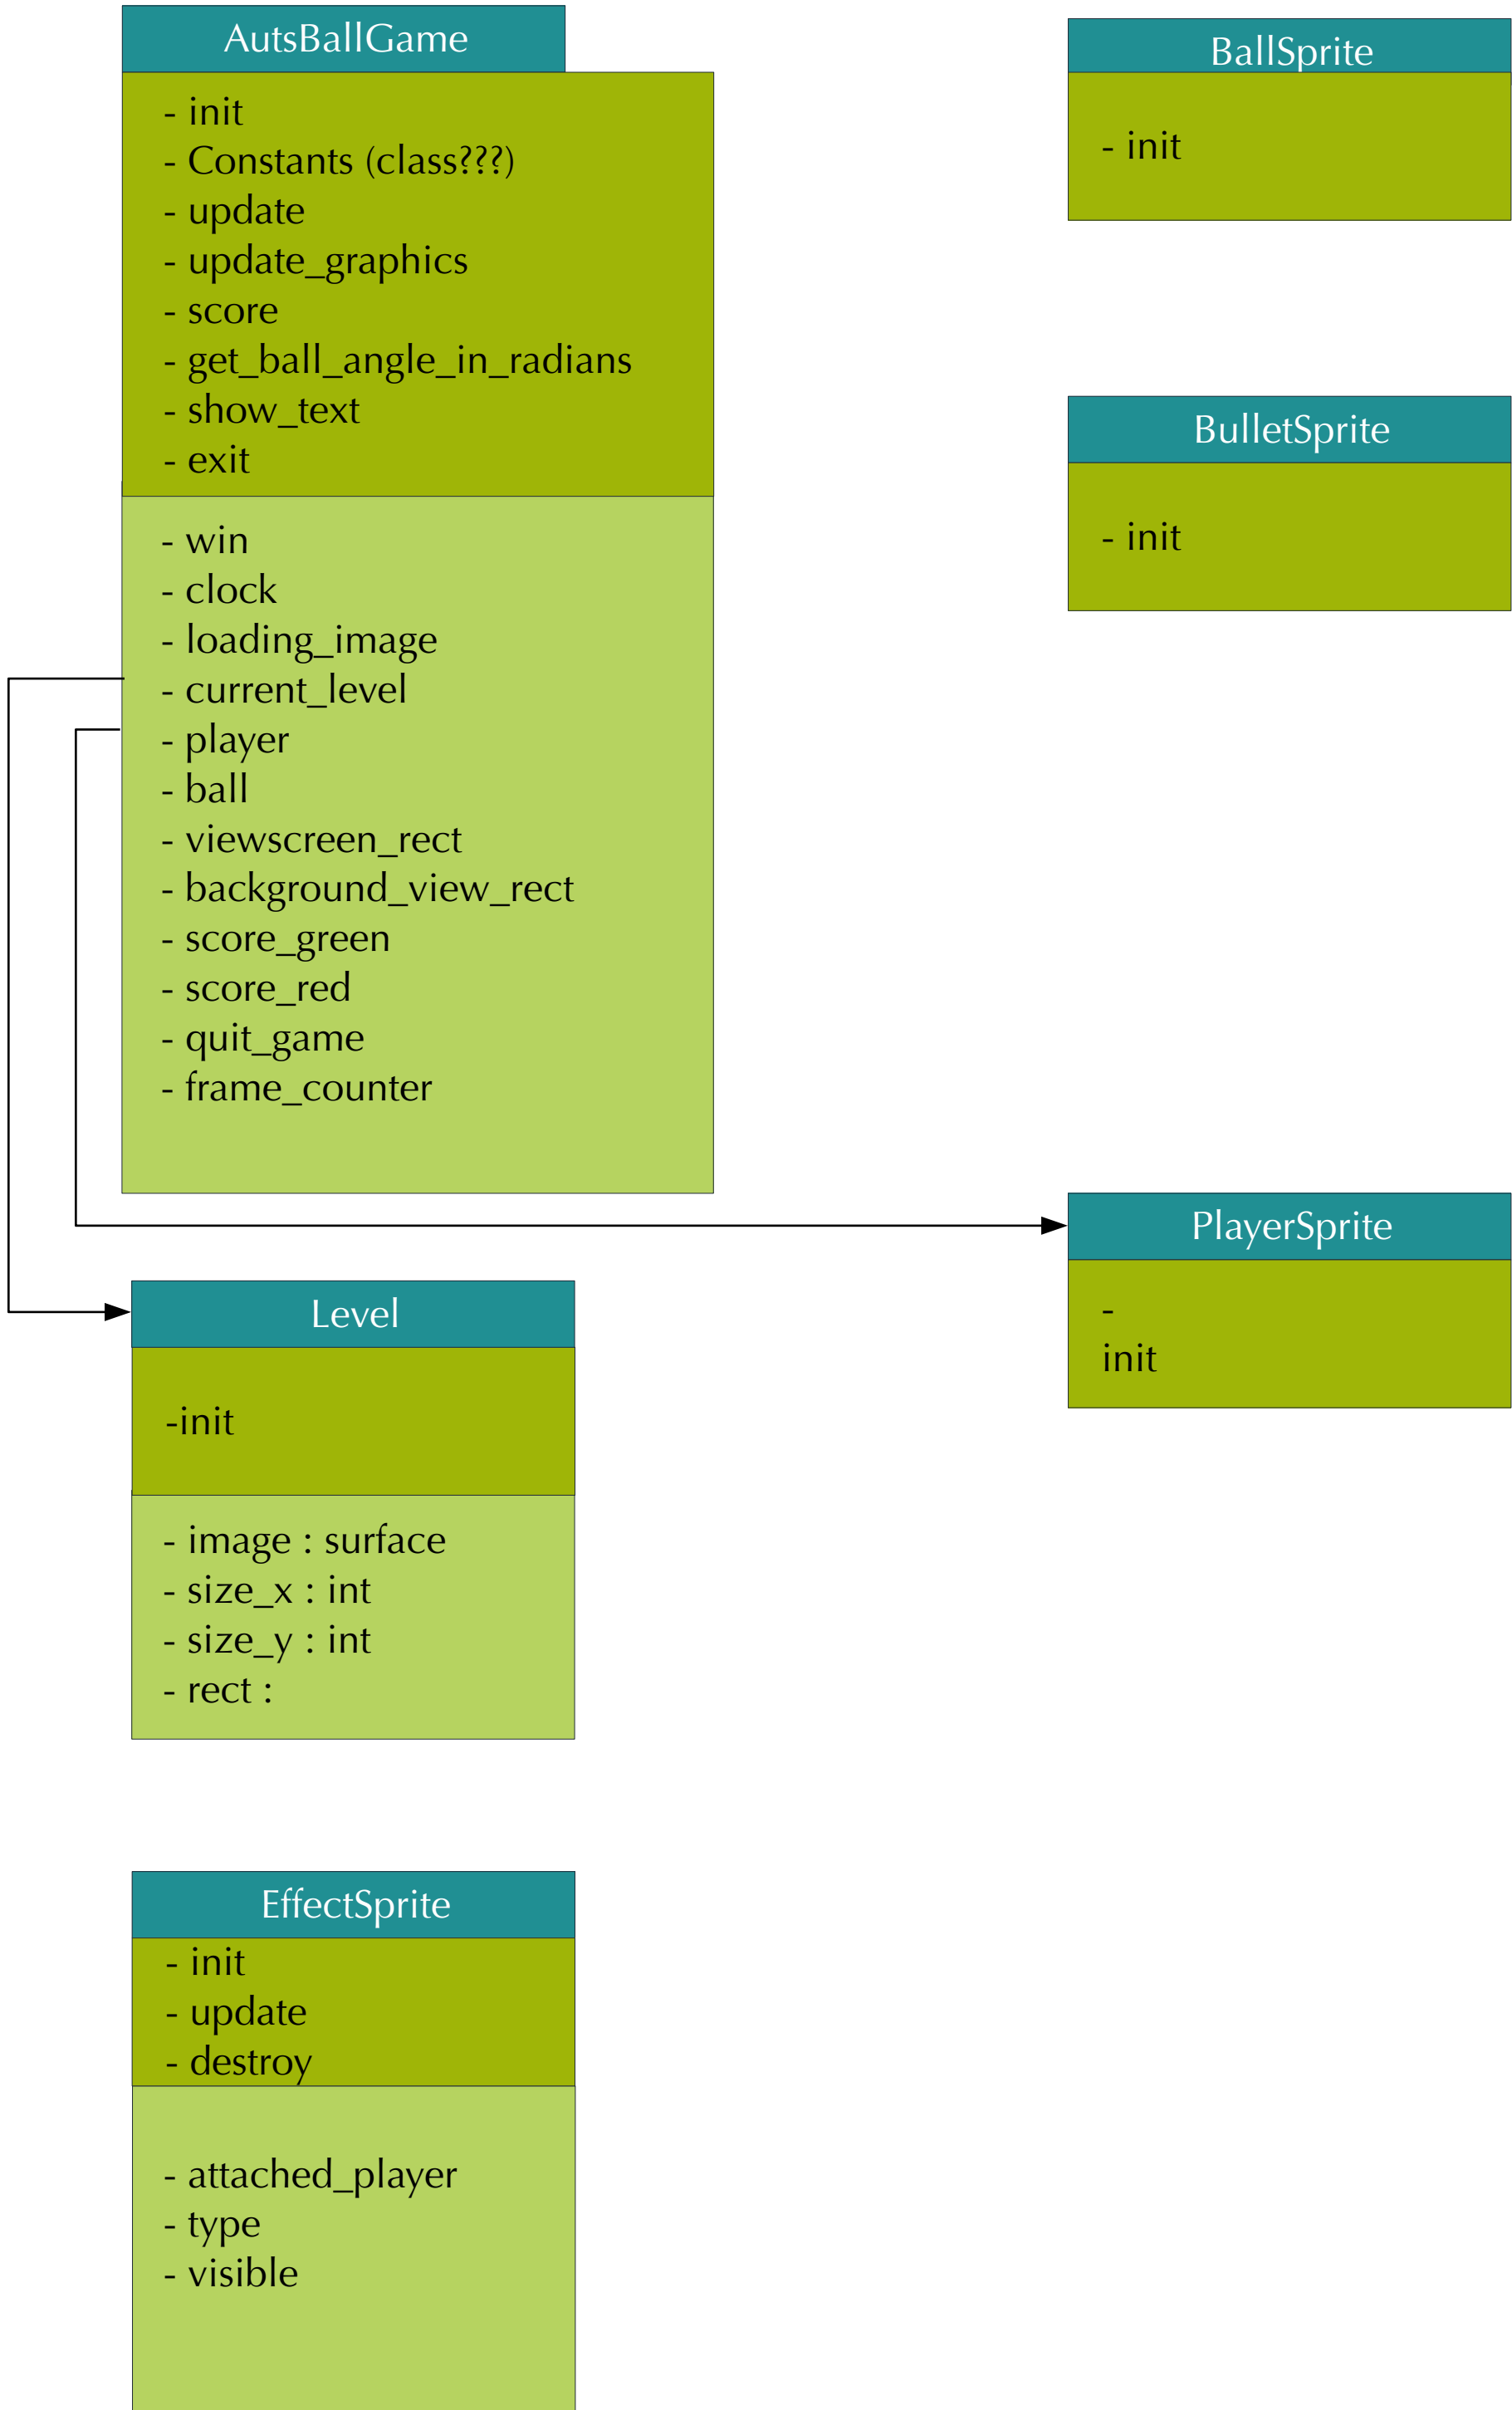 AutsBallGame
- init
- Constants (class???)
- update
- update_graphics
- score
- get_ball_angle_in_radians
- show_text
- exit
- win
- clock
- loading_image
- current_level
- player
- ball
- viewscreen_rect
- background_view_rect
- score_green
- score_red
- quit_game
- frame_counter
BallSprite
- init
BulletSprite
- init
PlayerSprite
-
init
Level
-init
- image : surface
- size_x : int
- size_y : int
- rect :
EffectSprite
- init
- update
- destroy
- attached_player
- type
- visible